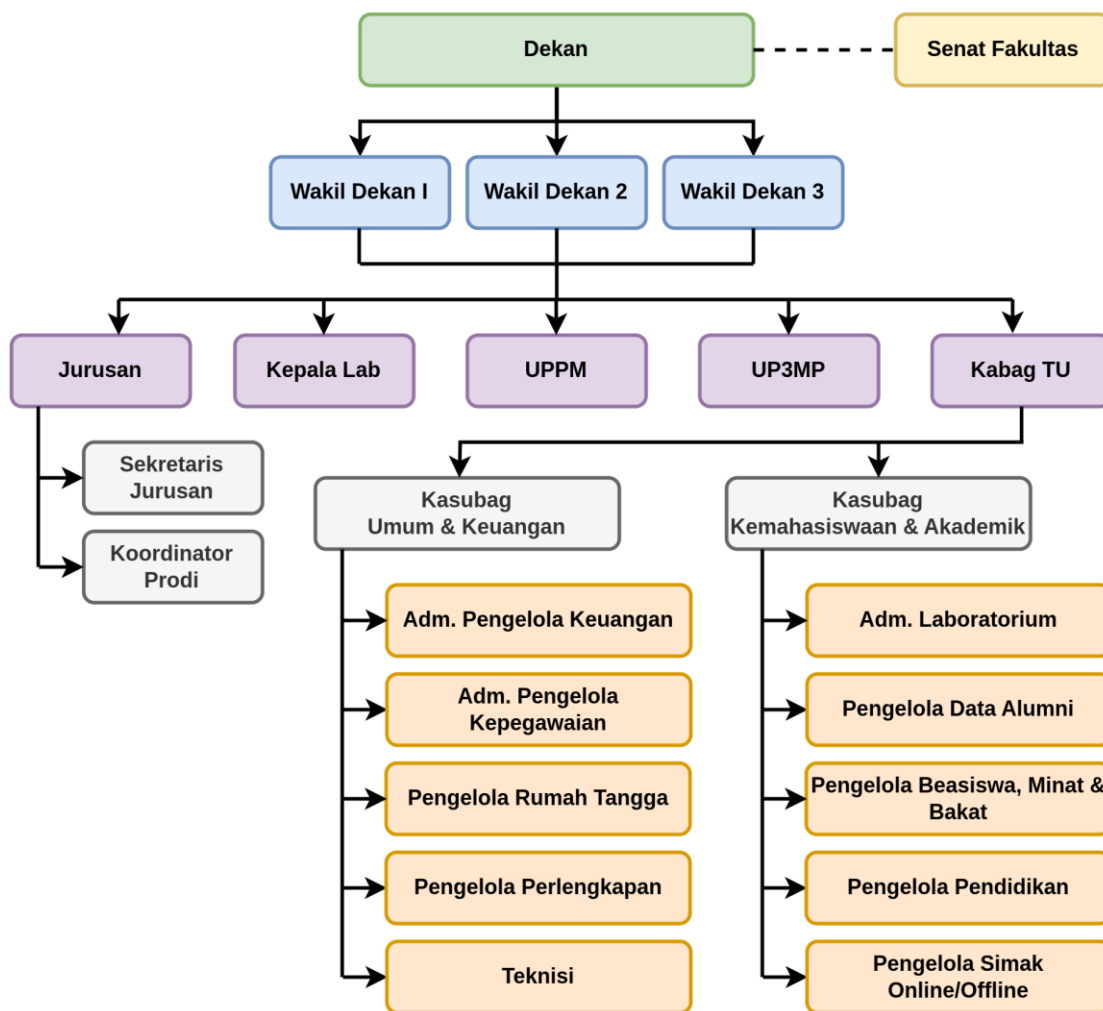 Dekan
Senat Fakultas
Wakil Dekan I
Wakil Dekan 2
Wakil Dekan 3
Jurusan
Kepala Lab
UPPM
UP3MP
Kabag TU
Sekretaris
Jurusan
Koordinator
Prodi
Kasubag
Umum & Keuangan
Kasubag
Kemahasiswaan & Akademik
Adm. Pengelola Keuangan
Adm. Pengelola
Kepegawaian
Pengelola Rumah Tangga
Pengelola Perlengkapan
Teknisi
Adm. Laboratorium
Pengelola Data Alumni
Pengelola Beasiswa, Minat &
Bakat
Pengelola Pendidikan
Pengelola Simak
Online/Offline